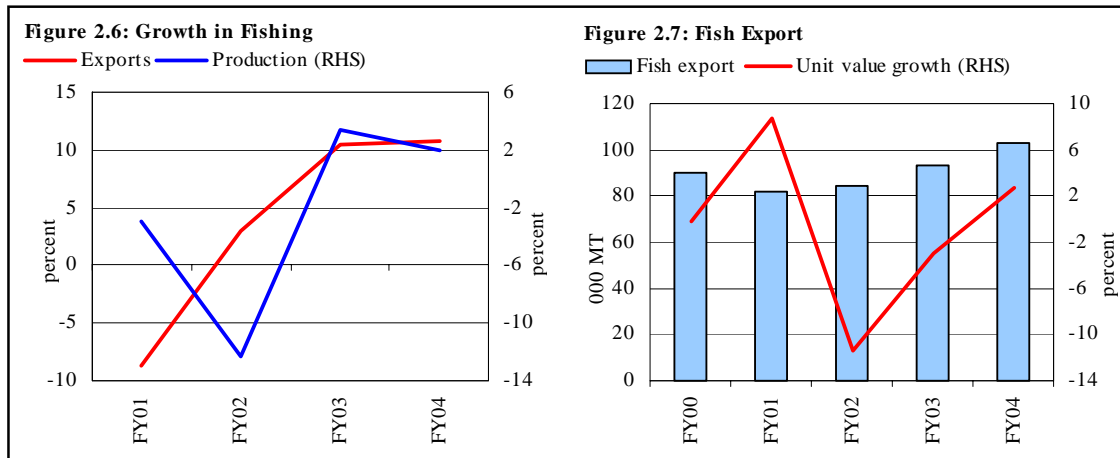 Figure 2.6: Growth in Fishing
Exports Production (RHS)
15
10
5
0
-5
-10
percent
6
2
-2
-6
-10
-14
percent
FY01 FY02 FY03 FY04
Figure 2.7: Fish Export
Fish export Unit value growth (RHS)
120
100
80
60
40
20
0
000 MT
10
6
2
-2
-6
-10
-14
percent
FY00 FY01 FY02 FY03 FY04